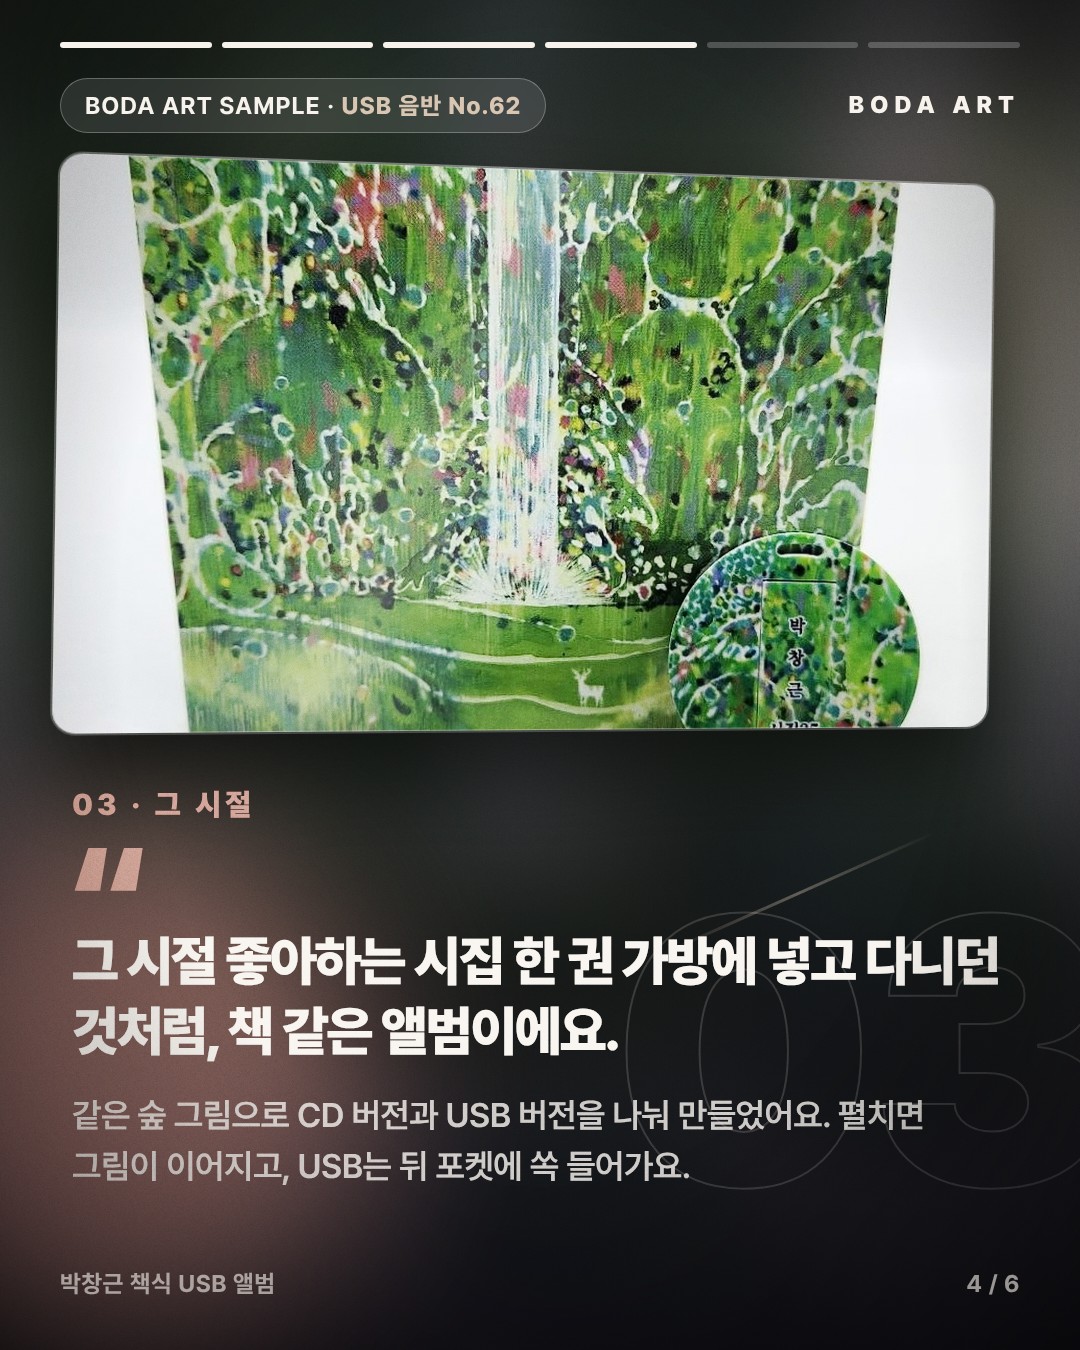 BODA ART SAMPLE · USB 음반 No.62
BODA ART
박
창
근
03 · 그 시절
그 시절 좋아하는 시집 한 권 가방에 넣고 다니던
것처럼, 책 같은 앨범이에요.
같은 숲 그림으로 CD 버전과 USB 버전을 나눠 만들었어요. 펼치면
그림이 이어지고, USB는 뒤 포켓에 쏙 들어가요.
03
박창근 책식 USB 앨범
4 / 6